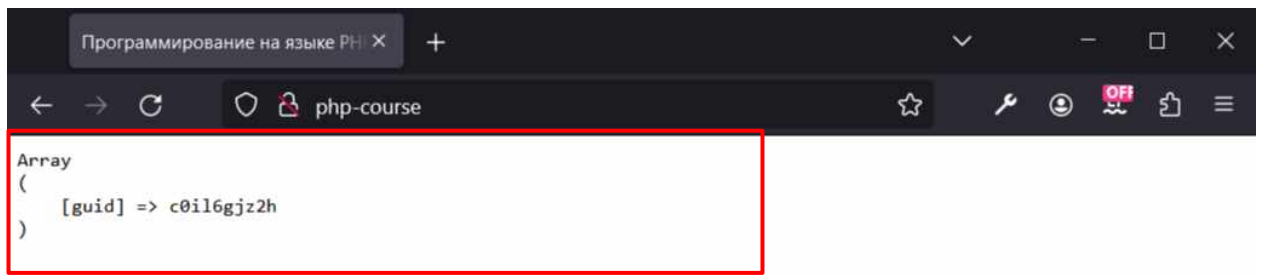 Программирование на языке PH
php-course
OFF
Array
(
[guid] => c0il6gjz2h
)